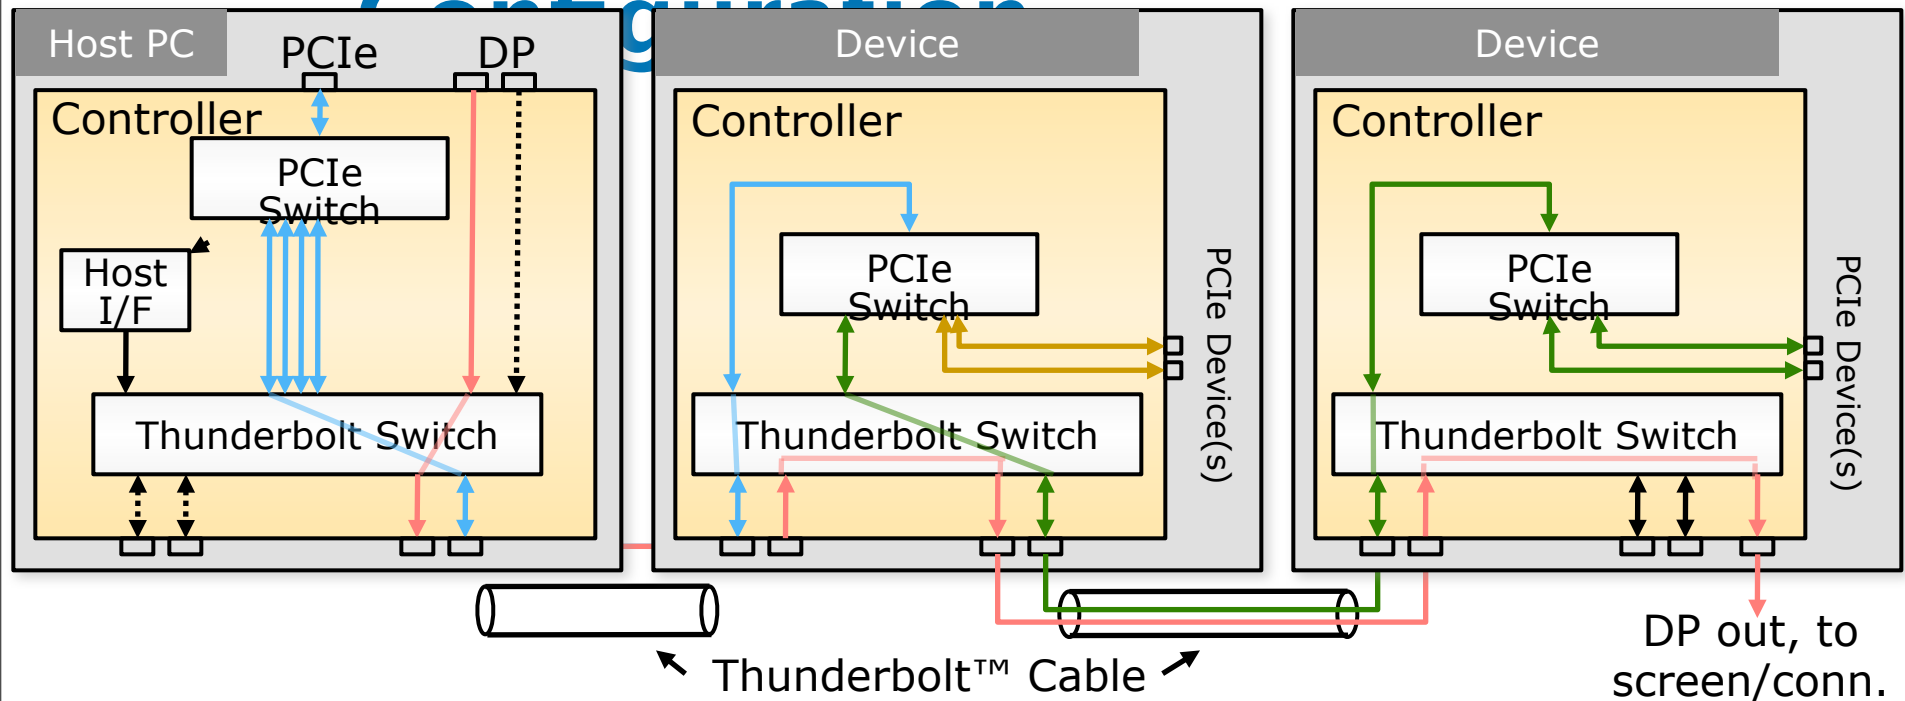 Configuration
Host PC
PCIe
DP
Controller
PCIe
Switch
Host
I/F
Thunderbolt Switch
Device
Controller
PCIe
Switch
Thunderbolt Switch
PCIe Device(s)
Device
Controller
PCIe
Switch
Thunderbolt Switch
PCIe Device(s)
Thunderbolt™ Cable
DP out, to
screen/conn.